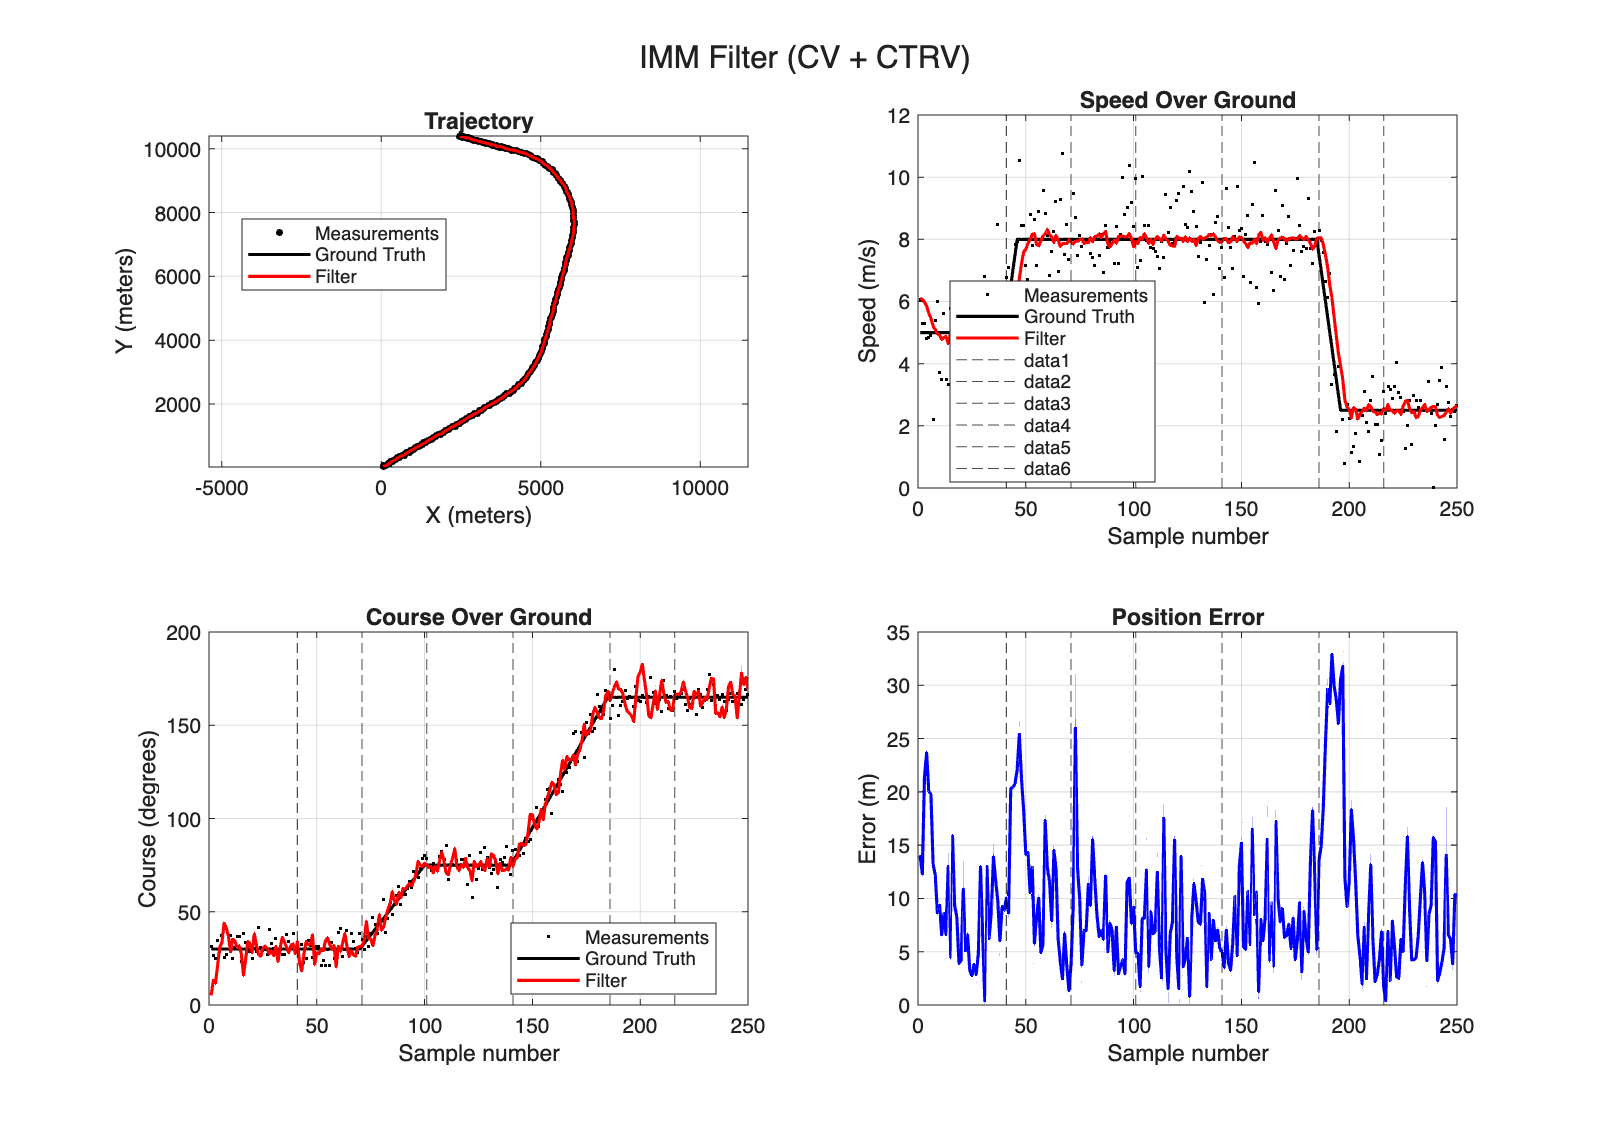 IMM Filter (CV + CTRV)
Trajectory
Y (meters)
10000
8000
6000
4000
2000
Measurements
Ground Truth
Filter
-5000 0 5000 10000
X (meters)
Speed Over Ground
Speed (m/s)
12
10
8
6
4
2
0
Measurements
Ground Truth
Filter
data1
data2
data3
data4
data5
data6
0 50 100 150 200 250
Sample number
Course Over Ground
Course (degrees)
200
150
100
50
0
Measurements
Ground Truth
Filter
0 50 100 150 200 250
Sample number
Position Error
Error (m)
35
30
25
20
15
10
5
0
0 50 100 150 200 250
Sample number